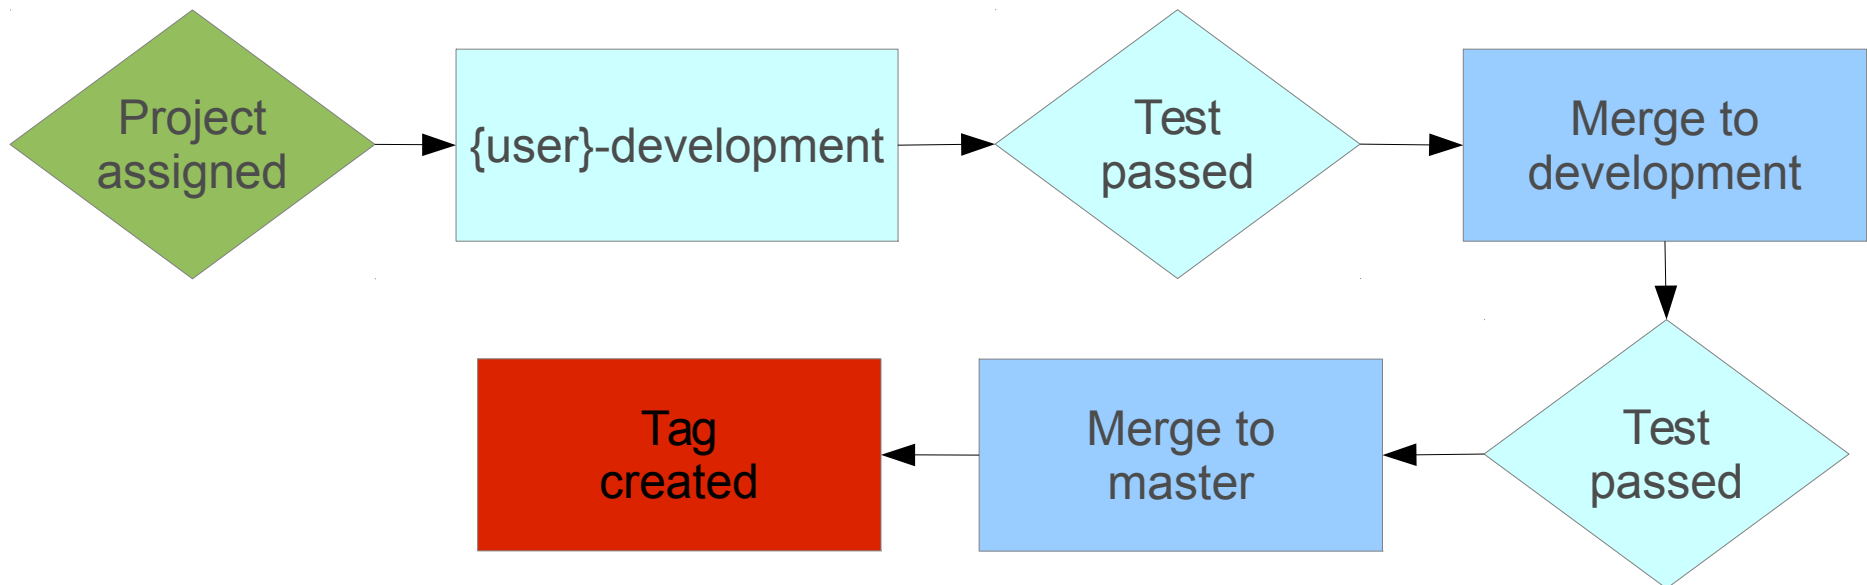 Project
assigned
{user}-development
Test
passed
Merge to
development
Test
passed
Merge to
master
Tag
created